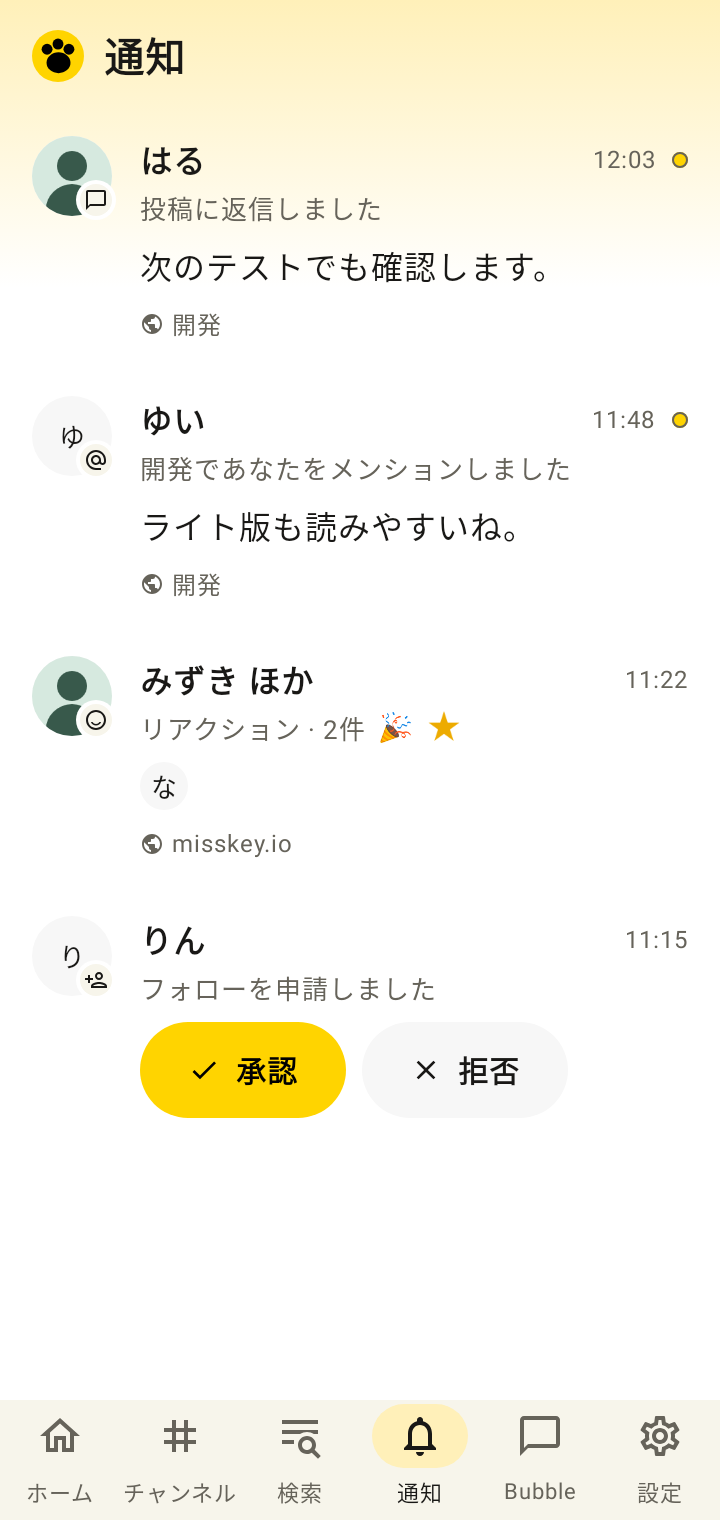 通知
はる 12:03
投稿に返信しました
次のテストでも確認します。
開発
ゆ
ゆい 11:48
開発であなたをメンションしました
ライト版も読みやすいね。
開発
みずき ほか 11:22
リアクション · 2件 🎉 ★
な
misskey.io
り
りん 11:15
フォローを申請しました
承認 拒否
ホーム チャンネル 検索 通知 Bubble 設定